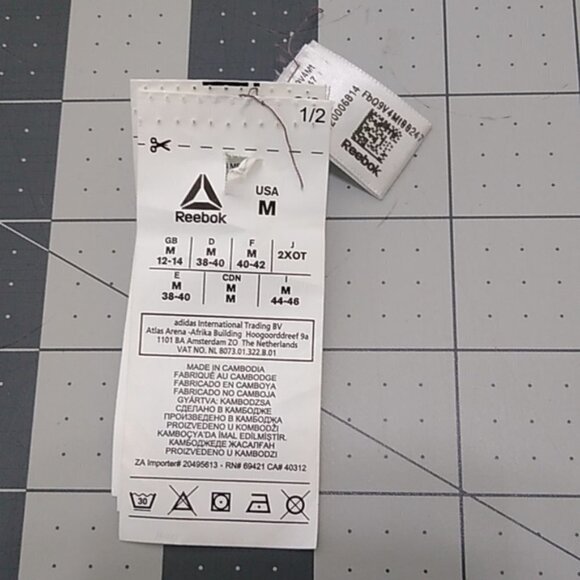 1/2
Reebok
USA
M
GB
M
12-14
D
M
38-40
F
M
40-42
J
2XOT
E
M
38-40
CDN
M
M
I
M
44-46
adidas International Trading BV
Atlas Arena -Afrika Building Hoogoorddreef 9a
1101 BA Amsterdam ZO The Netherlands
VAT NO. NL 8073.01.322.B.01
MADE IN CAMBODIA
FABRIQUÉ AU CAMBODGE
FABRICADO EN CAMBOYA
FABRICADO NO CAMBOJA
GYÁRTVA: KAMBODZSA
СДЕЛАНО В КАМБОДЖЕ
ПРОИЗВЕДЕНО В КАМБОДЖА
PROIZVEDENO U KOMBODŽI
KAMBOÇYA'DA İMAL EDİLMİŞTİR.
КАМБОДЖЕДЕ ЖАСАЛҒАН
PROIZVEDENO U KAMBODZI
ZA Importer# 20495613 - RN# 69421 CA# 40312
30
FbQ9V4M188247
Reebok